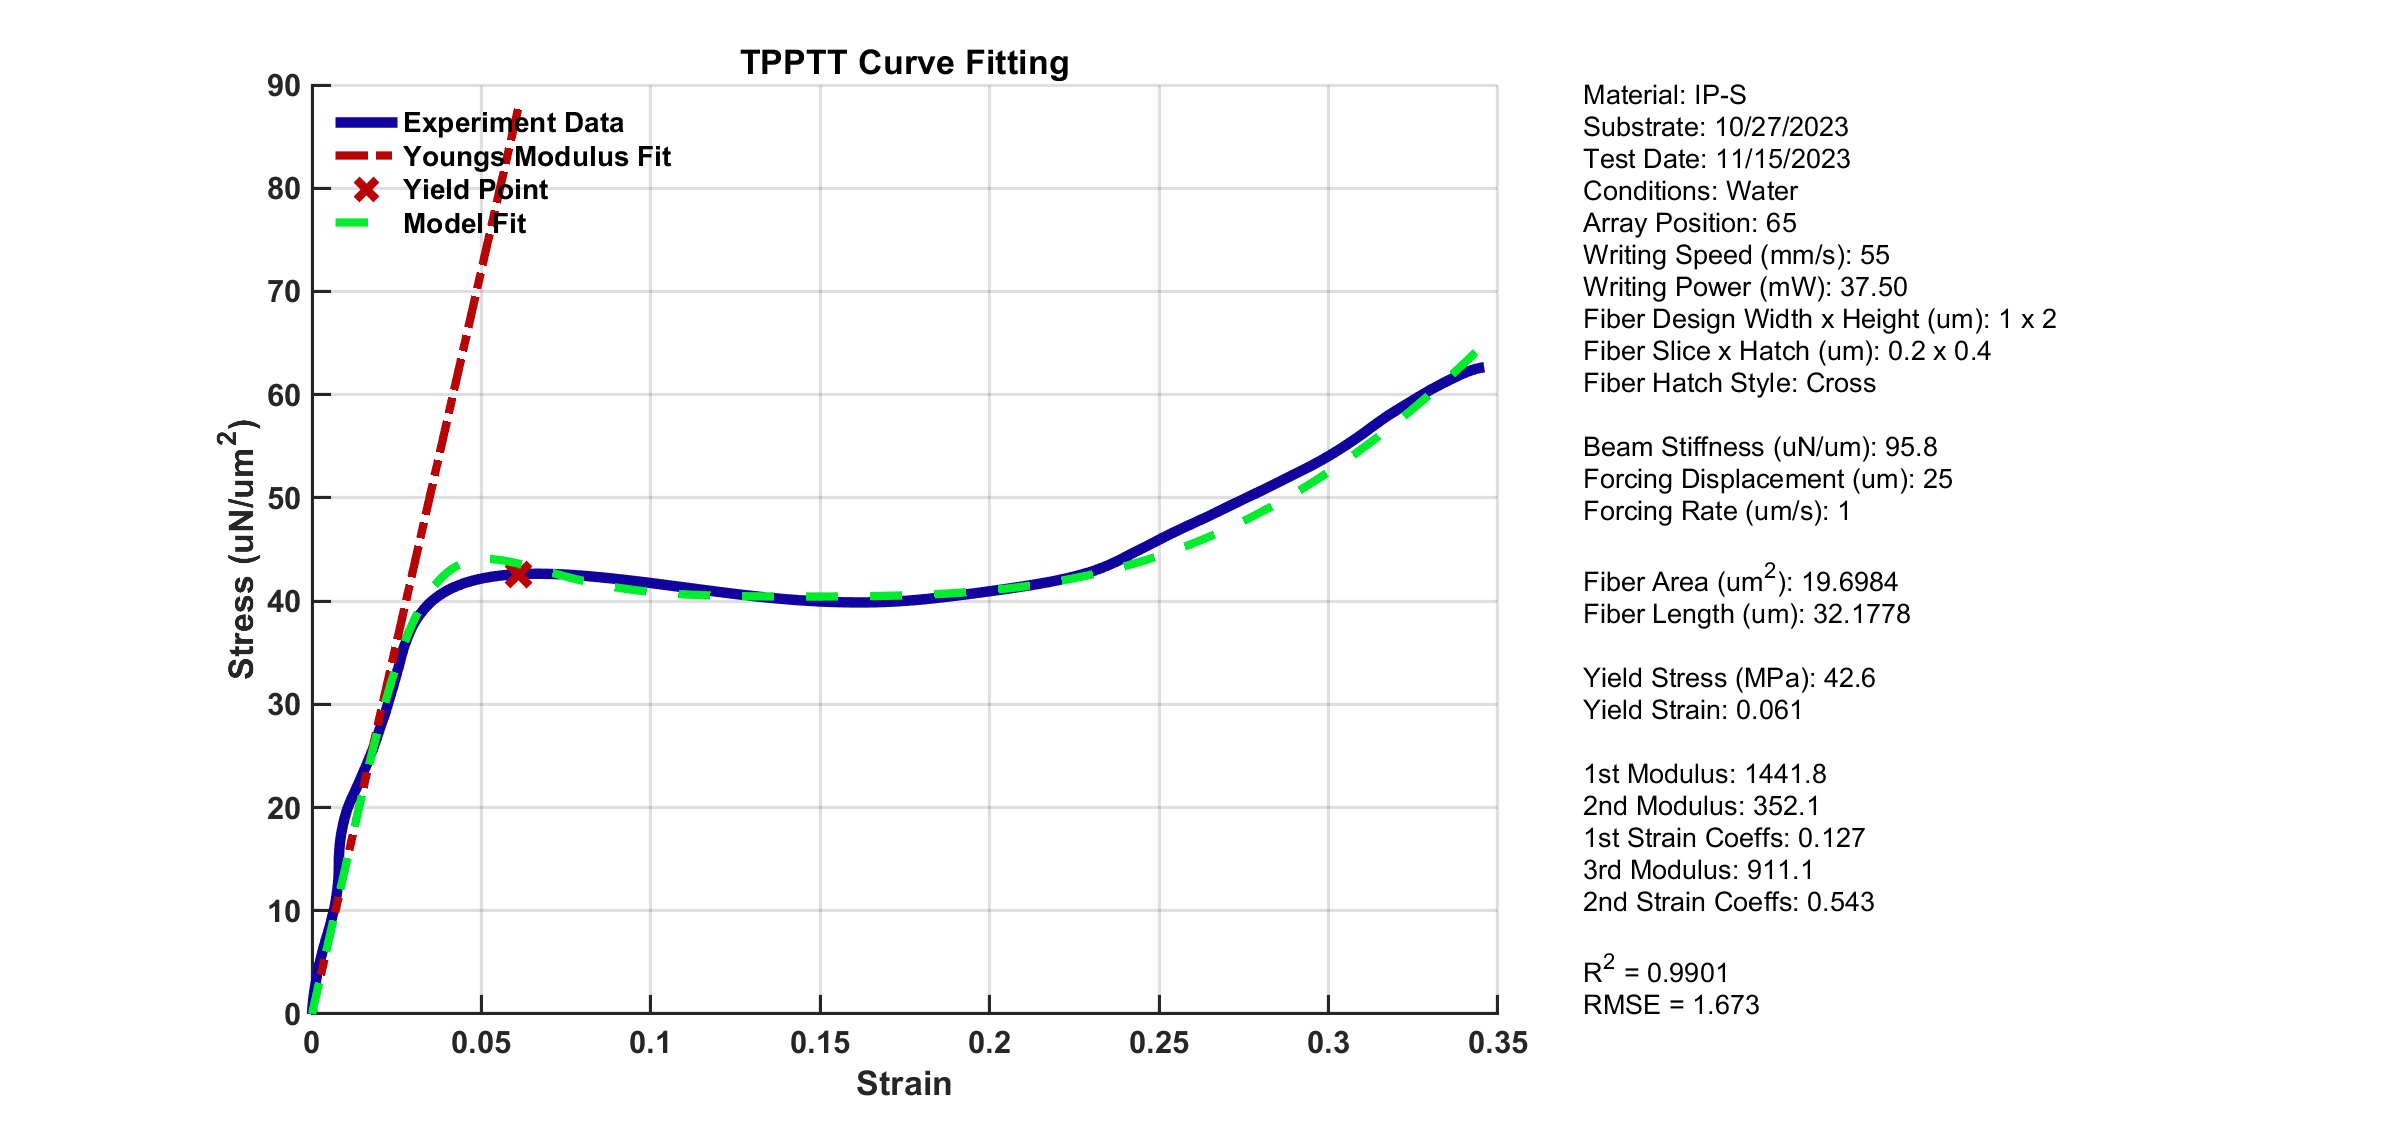 TPPTT Curve Fitting
90
80
70
60
50
40
30
20
10
0
Stress (uN/um²)
Experiment Data
Youngs Modulus Fit
Yield Point
Model Fit
0 0.05 0.1 0.15 0.2 0.25 0.3 0.35
Strain
Material: IP-S
Substrate: 10/27/2023
Test Date: 11/15/2023
Conditions: Water
Array Position: 65
Writing Speed (mm/s): 55
Writing Power (mW): 37.50
Fiber Design Width x Height (um): 1 x 2
Fiber Slice x Hatch (um): 0.2 x 0.4
Fiber Hatch Style: Cross
Beam Stiffness (uN/um): 95.8
Forcing Displacement (um): 25
Forcing Rate (um/s): 1
Fiber Area (um²): 19.6984
Fiber Length (um): 32.1778
Yield Stress (MPa): 42.6
Yield Strain: 0.061
1st Modulus: 1441.8
2nd Modulus: 352.1
1st Strain Coeffs: 0.127
3rd Modulus: 911.1
2nd Strain Coeffs: 0.543
R² = 0.9901
RMSE = 1.673